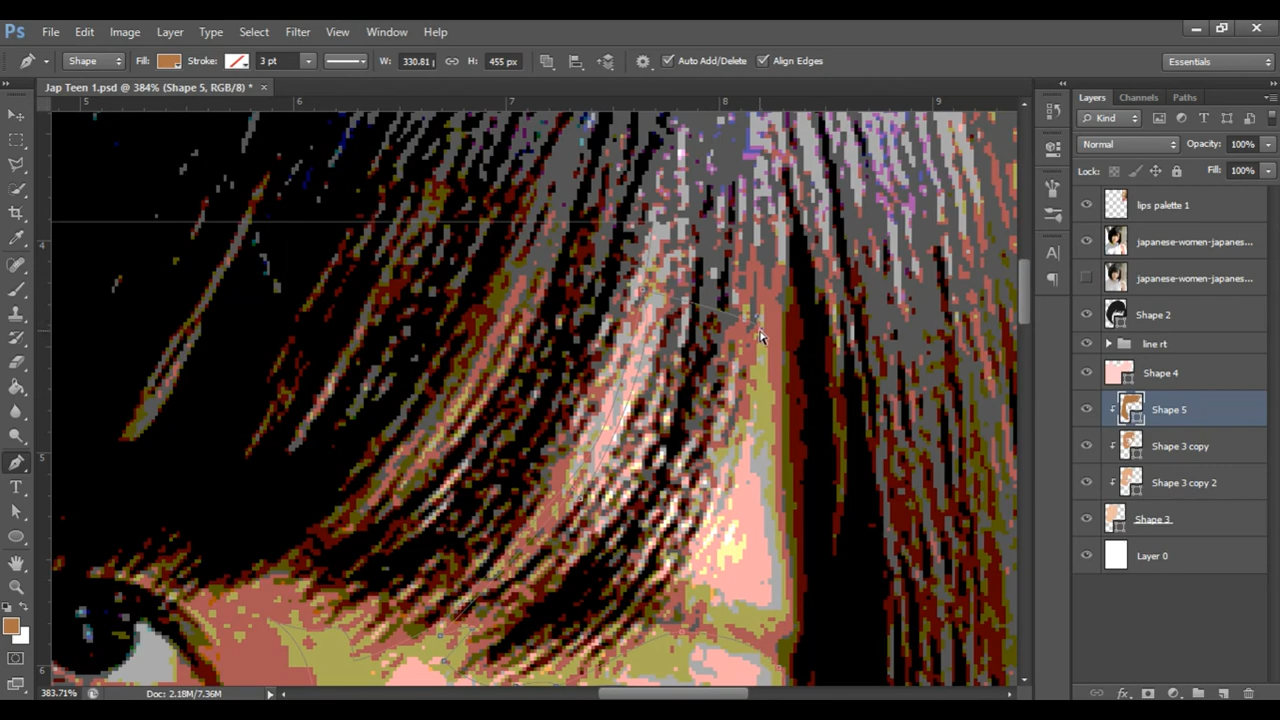 Ps File Edit Image Layer Type Select Filter View Window Help
Shape Fill: Stroke: 3 pt W: 330.81 p H: 455 px Auto Add/Delete Align Edges Essentials
Jap Teen 1.psd @ 384% (Shape 5, RGB/8) * ×
5 6 7 8 9
4
5
6
Layers Channels Paths
Kind
Normal Opacity: 100%
Lock: Fill: 100%
lips palette 1
japanese-women-japanes...
japanese-women-japanes...
Shape 2
line rt
Shape 4
Shape 5
Shape 3 copy
Shape 3 copy 2
Shape 3
Layer 0
383.71% Doc: 2.18M/7.36M